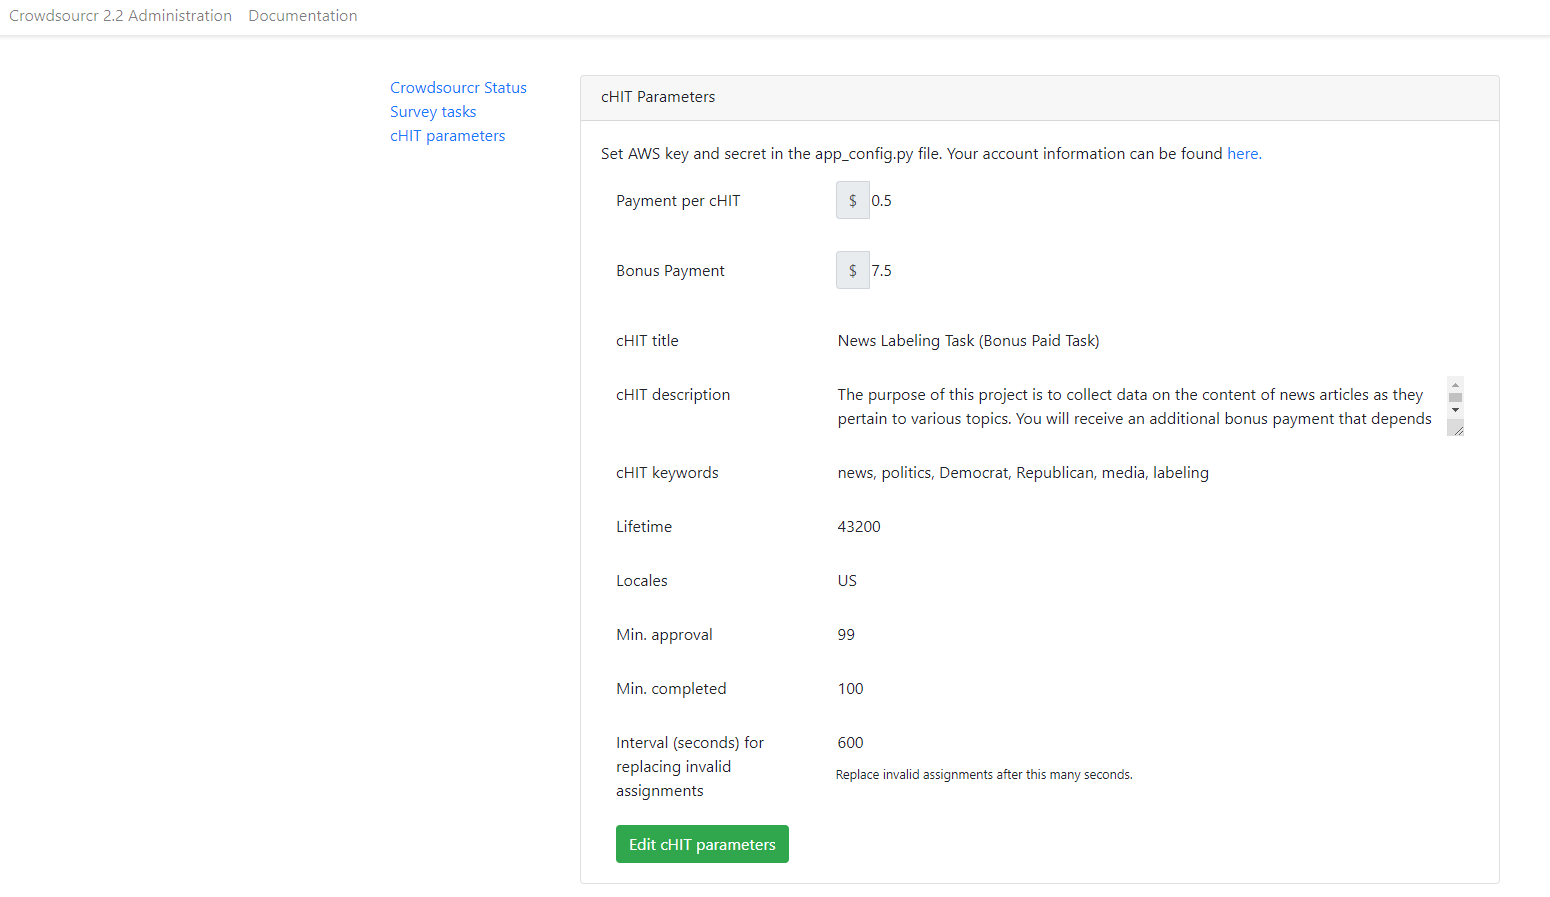 Crowdsourcr 2.2 Administration Documentation
Crowdsourcr Status
Survey tasks
cHIT parameters
cHIT Parameters
Set AWS key and secret in the app_config.py file. Your account information can be found here.
Payment per cHIT $ 0.5
Bonus Payment $ 7.5
cHIT title News Labeling Task (Bonus Paid Task)
cHIT description The purpose of this project is to collect data on the content of news articles as they
pertain to various topics. You will receive an additional bonus payment that depends
cHIT keywords news, politics, Democrat, Republican, media, labeling
Lifetime 43200
Locales US
Min. approval 99
Min. completed 100
Interval (seconds) for 600
replacing invalid Replace invalid assignments after this many seconds.
assignments
Edit cHIT parameters